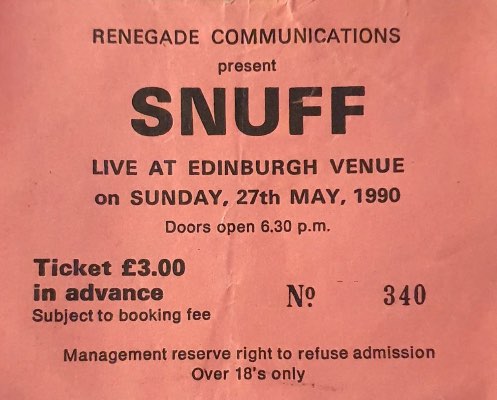 RENEGADE COMMUNICATIONS
present
SNUFF
LIVE AT EDINBURGH VENUE
on SUNDAY, 27th MAY, 1990
Doors open 6.30 p.m.
Ticket £3.00
in advance
Subject to booking fee
Nº 340
Management reserve right to refuse admission
Over 18's only